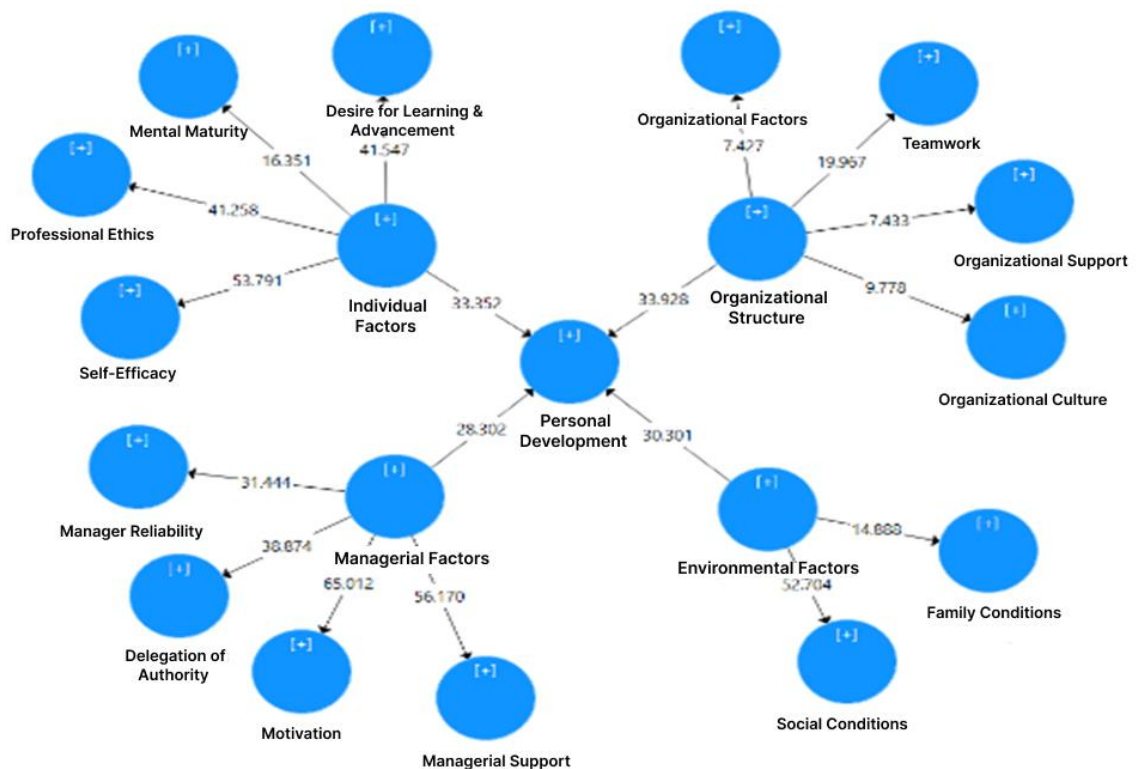 [+]
[+]
[+]
Mental Maturity
Desire for Learning &
Advancement
41.547
16.351
[+]
Professional Ethics
41.258
[+]
53.791
[+]
Self-Efficacy
Individual
Factors
33.352
Organizational Factors
7.427
[+]
Teamwork
19.967
[+]
Organizational Support
7.433
[+]
9.778
[+]
Organizational Culture
Organizational
Structure
33.928
[+]
Personal
Development
28.302
30.301
[+]
Manager Reliability
31.444
[+]
Managerial Factors
38.874
[+]
Delegation of
Authority
65.012
[+]
Motivation
56.170
[+]
Managerial Support
[+]
Environmental Factors
52.704
14.888
[+]
Family Conditions
[+]
Social Conditions